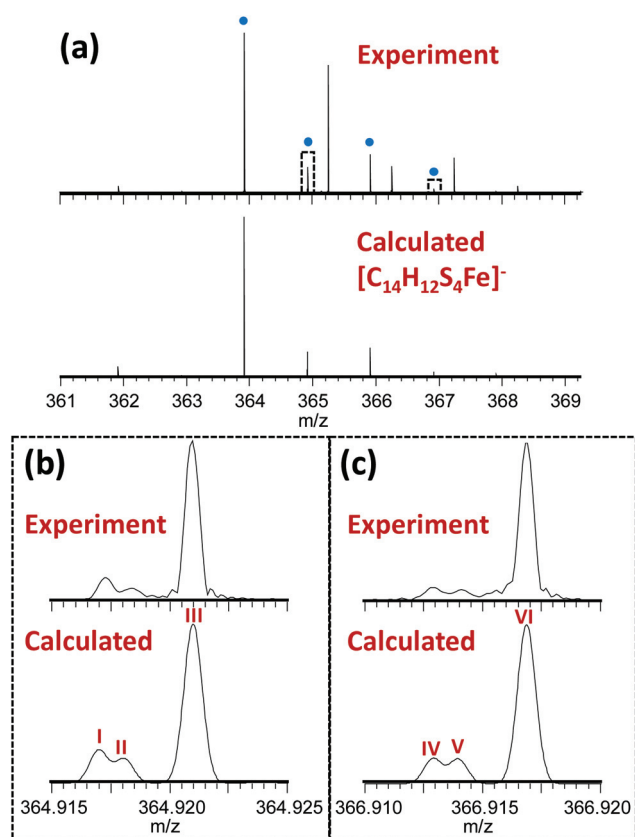 (a)
Experiment
Calculated
[C₁₄H₁₂S₄Fe]⁻
361 362 363 364 365 366 367 368 369
m/z
(b)
Experiment
III
Calculated
I
II
364.915 364.920 364.925
m/z
(c)
Experiment
VI
Calculated
IV V
366.910 366.915 366.920
m/z